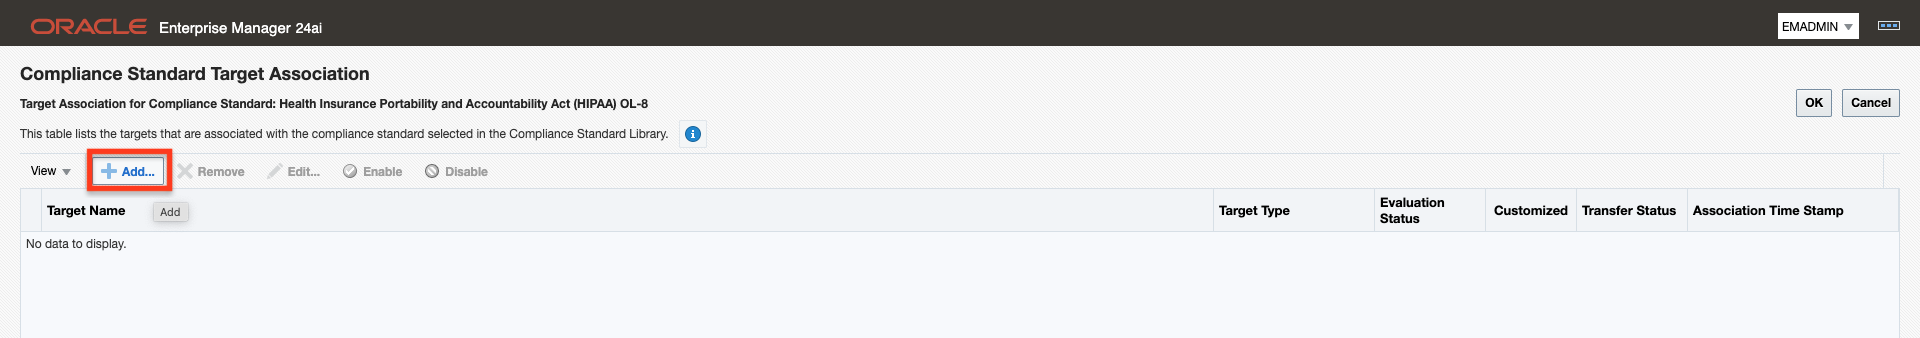 ORACLE Enterprise Manager 24ai
EMADMIN
Compliance Standard Target Association
Target Association for Compliance Standard: Health Insurance Portability and Accountability Act (HIPAA) OL-8
OK Cancel
This table lists the targets that are associated with the compliance standard selected in the Compliance Standard Library.
View Add... Remove Edit... Enable Disable
Target Name Target Type Evaluation Status Customized Transfer Status Association Time Stamp
Add
No data to display.